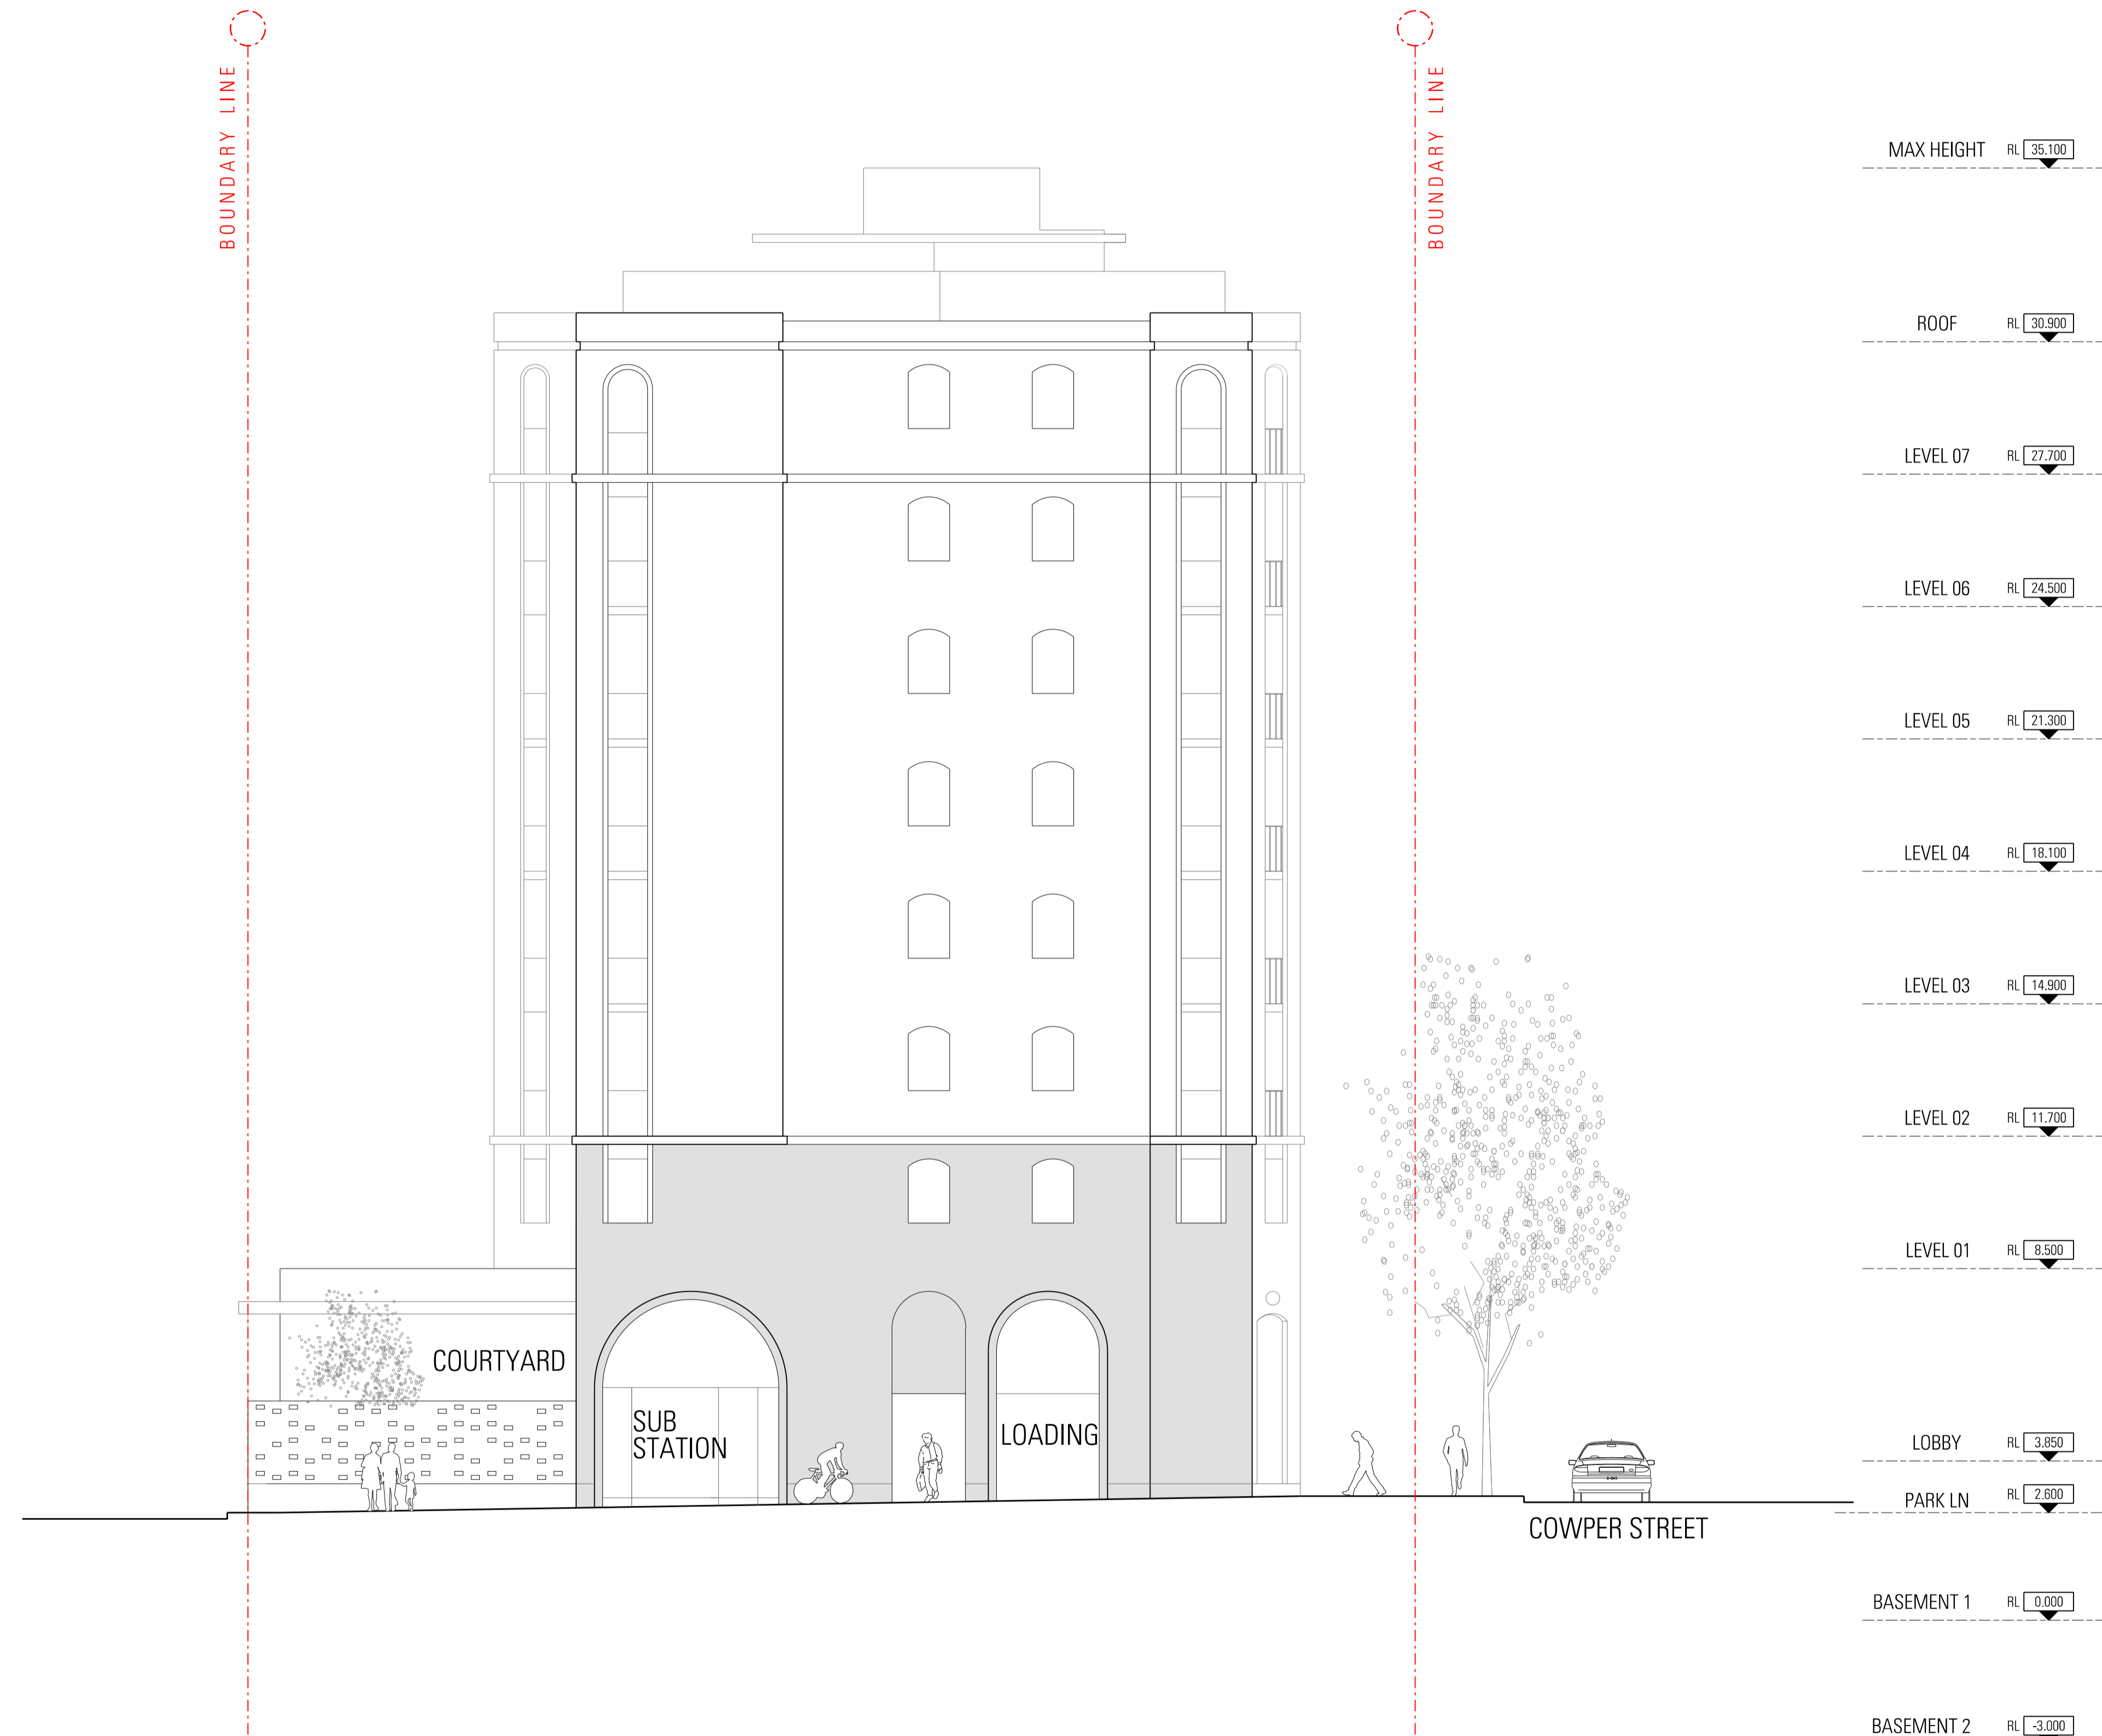 BOUNDARY LINE
BOUNDARY LINE
MAX HEIGHT RL 35.100
ROOF RL 30.900
LEVEL 07 RL 27.700
LEVEL 06 RL 24.500
LEVEL 05 RL 21.300
LEVEL 04 RL 18.100
LEVEL 03 RL 14.900
LEVEL 02 RL 11.700
LEVEL 01 RL 8.500
COURTYARD
SUB
STATION
LOADING
LOBBY RL 3.850
PARK LN RL 2.600
COWPER STREET
BASEMENT 1 RL 0.000
BASEMENT 2 RL -3.000